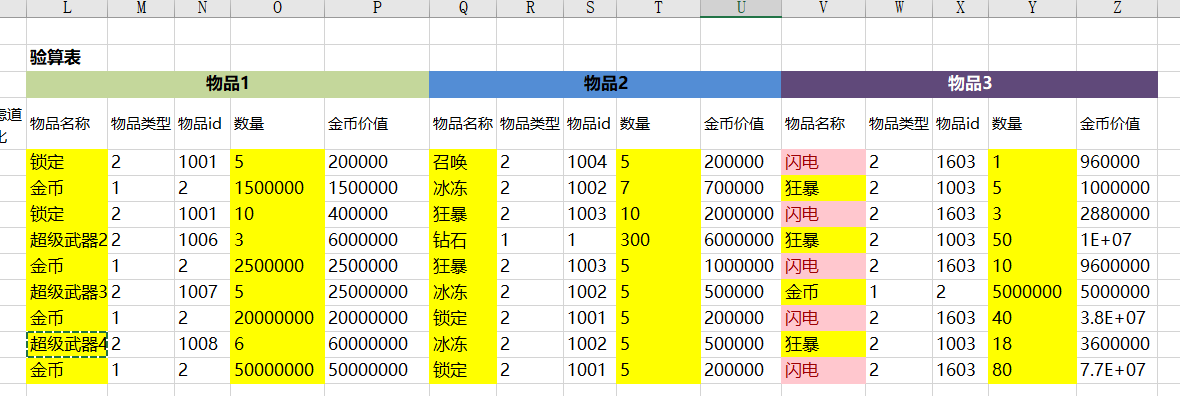 L M N O P Q R S T U V W X Y Z
验算表
物品1 物品2 物品3
虑道
比 物品名称 物品类型 物品id 数量 金币价值 物品名称 物品类型 物品id 数量 金币价值 物品名称 物品类型 物品id 数量 金币价值
锁定 2 1001 5 200000 召唤 2 1004 5 200000 闪电 2 1603 1 960000
金币 1 2 1500000 1500000 冰冻 2 1002 7 700000 狂暴 2 1003 5 1000000
锁定 2 1001 10 400000 狂暴 2 1003 10 2000000 闪电 2 1603 3 2880000
超级武器2 2 1006 3 6000000 钻石 1 1 300 6000000 狂暴 2 1003 50 1E+07
金币 1 2 2500000 2500000 狂暴 2 1003 5 1000000 闪电 2 1603 10 9600000
超级武器3 2 1007 5 25000000 冰冻 2 1002 5 500000 金币 1 2 5000000 5000000
金币 1 2 20000000 20000000 锁定 2 1001 5 200000 闪电 2 1603 40 3.8E+07
超级武器4 2 1008 6 60000000 冰冻 2 1002 5 500000 狂暴 2 1003 18 3600000
金币 1 2 50000000 50000000 锁定 2 1001 5 200000 闪电 2 1603 80 7.7E+07